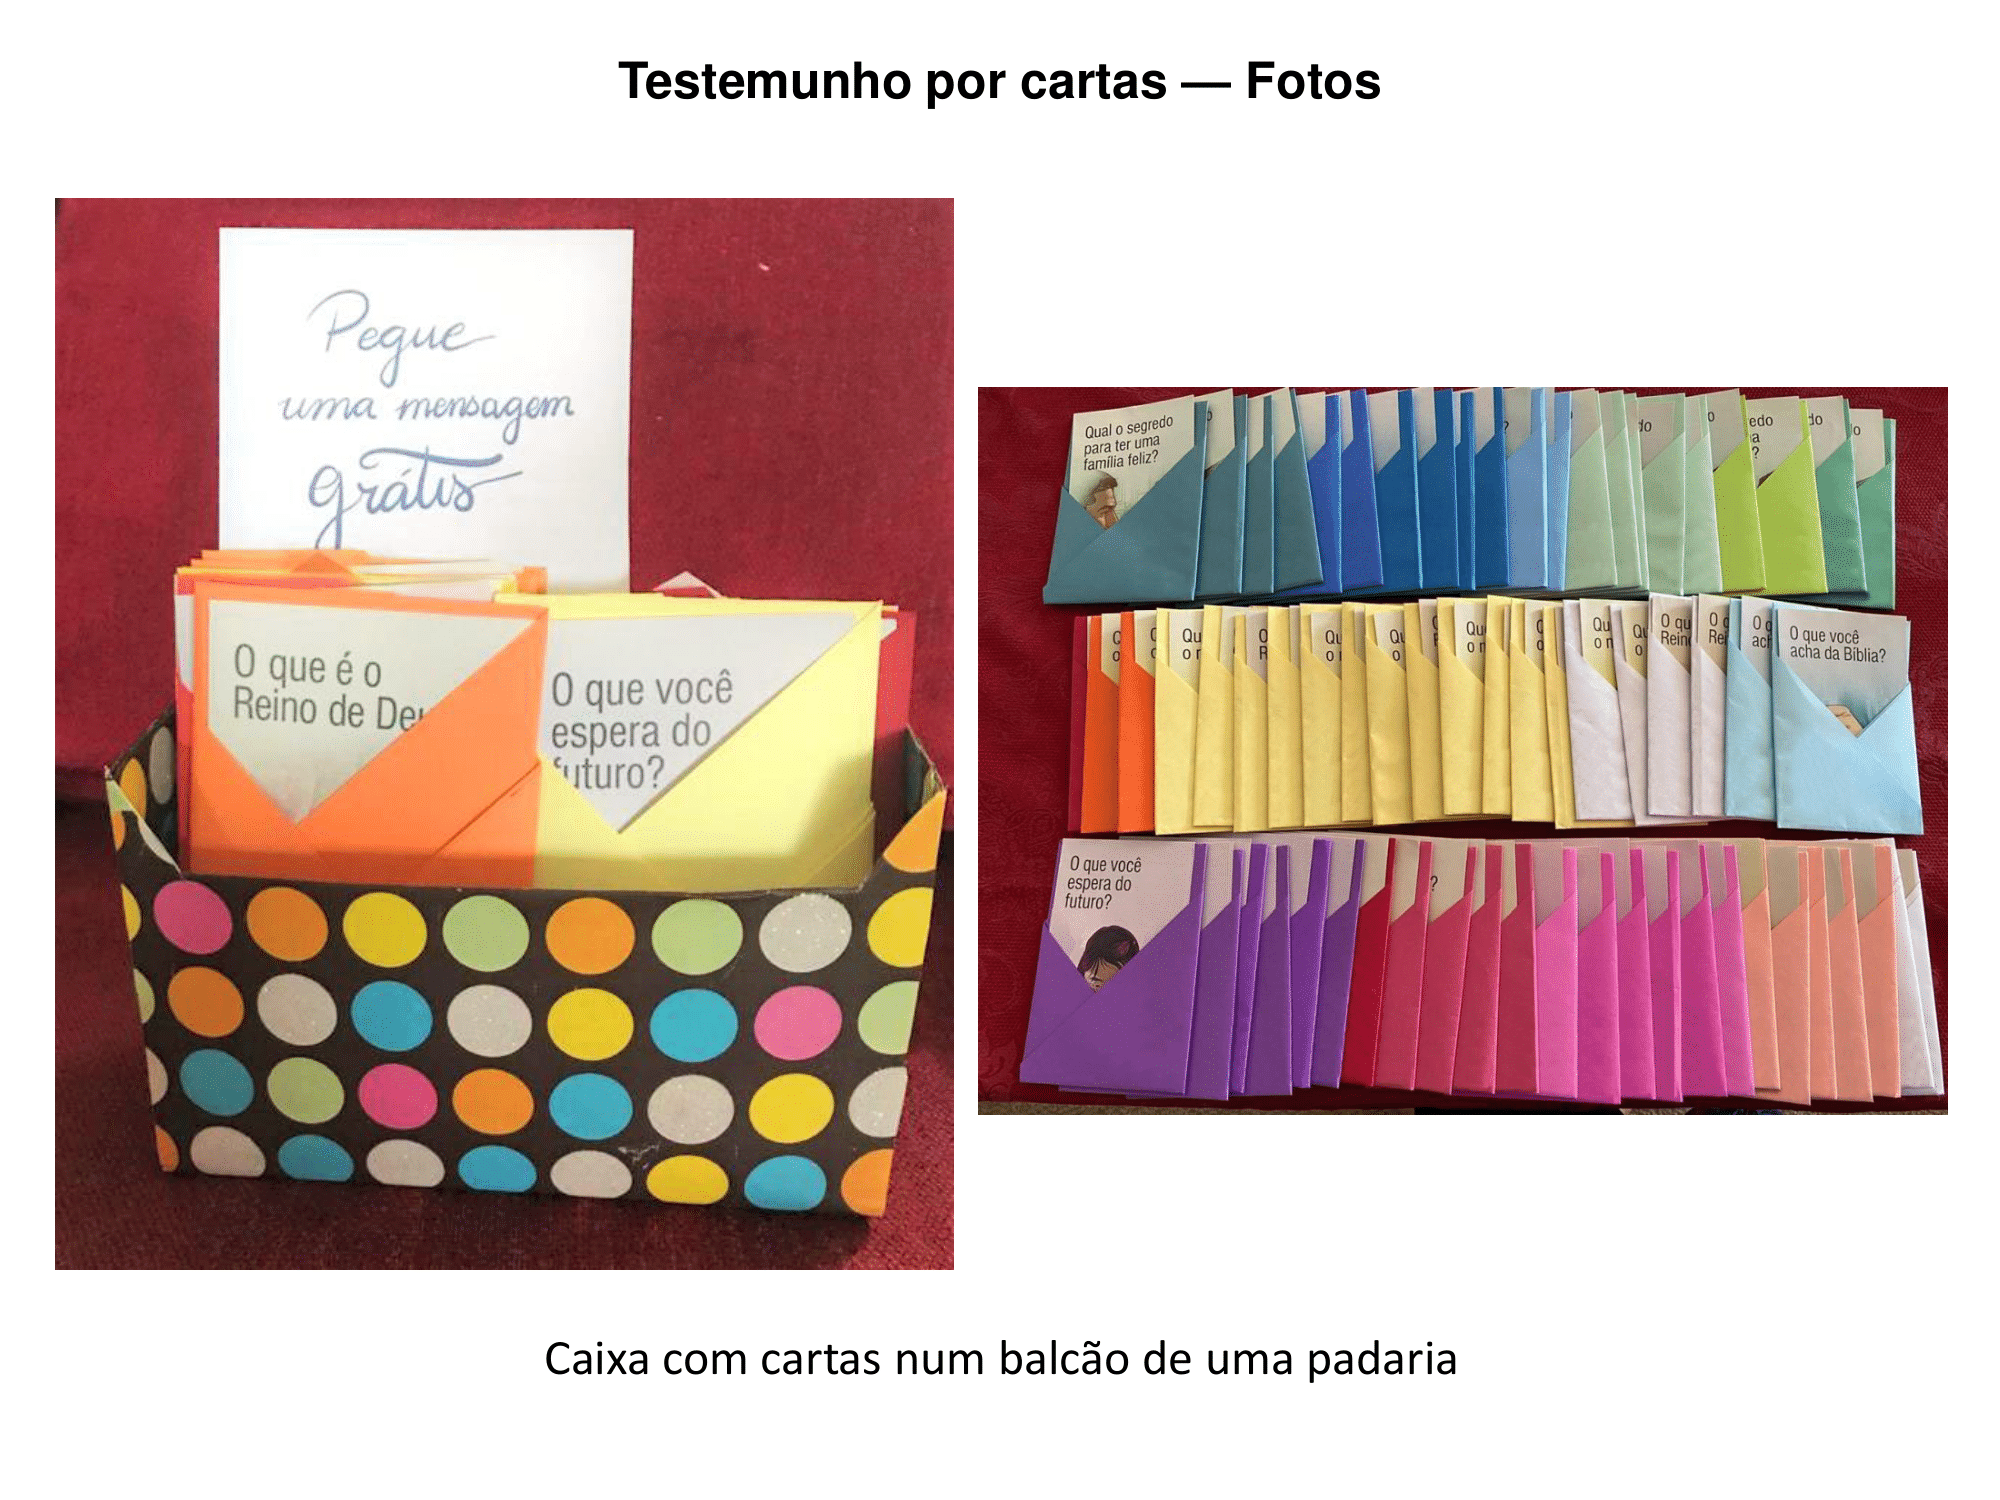 Testemunho por cartas — Fotos
Pegue
uma mensagem
grátis
O que é o
Reino de
O que você
espera do
futuro?
Qual o segredo
para ter uma
família feliz?
O que você
acha da Bíblia?
O que você
espera do
futuro?
Caixa com cartas num balcão de uma padaria